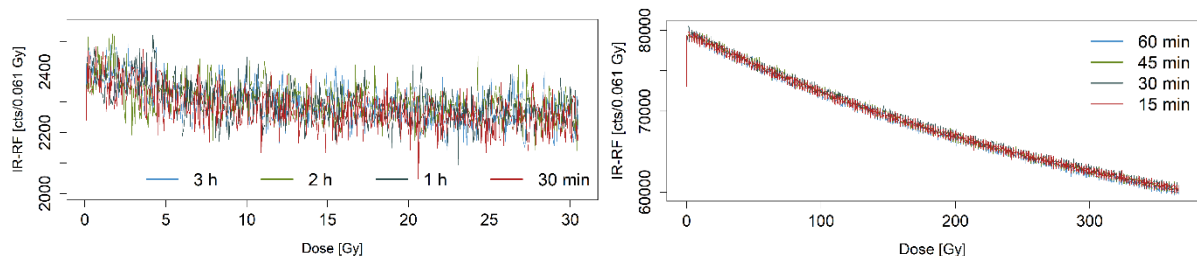 IR-RF [cts/0.061 Gy]
2400
2200
2000
3 h 2 h 1 h 30 min
0 5 10 15 20 25 30
Dose [Gy]
IR-RF [cts/0.061 Gy]
80000
70000
60000
60 min
45 min
30 min
15 min
0 100 200 300
Dose [Gy]